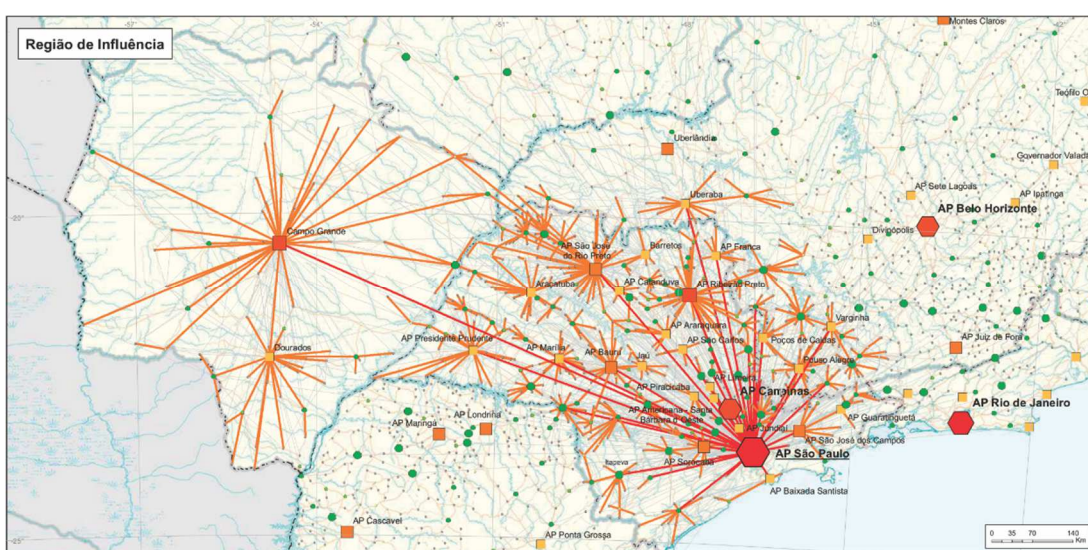 Região de Influência
Montes Claros
Uberlândia
Governor Valad
AP Sete Lagoas
AP Ipatinga
Uberaba
AP Belo Horizonte
Divinópolis
Campo Grande
AP São José
do Rio Preto
Barretos
AP Franca
Araçatuba
AP Catanduva
AP Ribeirão Preto
Varginha
AP Araraquara
AP São Carlos
Poços de Caldas
AP Juiz de Fora
Dourados
AP Presidente Prudente
AP Marília
AP Bauru
Jaú
Pouso Alegre
AP Limeira
AP Piracicaba
AP Campinas
AP Rio de Janeiro
AP Americana - Santa
Bárbara d' Oeste
AP Guaratinguetá
AP Londrina
AP Maringá
AP Jundiaí
AP São José dos Campos
AP São Paulo
AP Sorocaba
Itapeva
AP Baixada Santista
AP Cascavel
AP Ponta Grossa
0 35 70 140
Km